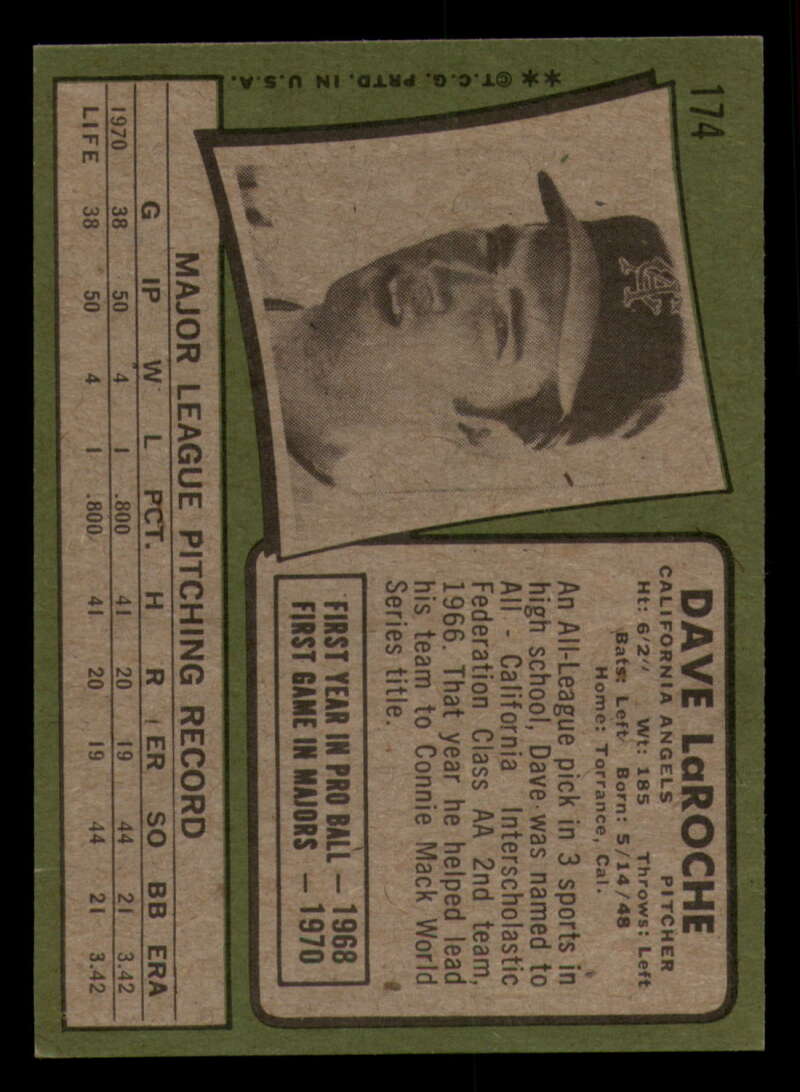 174
**©T.C.G. PRTD. IN U.S.A.
DAVE LaROCHE
CALIFORNIA ANGELS PITCHER
Ht: 6'2" Wt: 185 Throws: Left
Bats: Left Born: 5/14/48
Home: Torrance, Cal.
An All-League pick in 3 sports in
high school, Dave was named to
All - California Interscholastic
Federation Class AA 2nd team,
1966. That year he helped lead
his team to Connie Mack World
Series title.
FIRST YEAR IN PRO BALL — 1968
FIRST GAME IN MAJORS — 1970
MAJOR LEAGUE PITCHING RECORD
G IP W L PCT. H R ER SO BB ERA
1970 38 50 4 1 .800 41 20 19 44 21 3.42
LIFE 38 50 4 1 .800 41 20 19 44 21 3.42